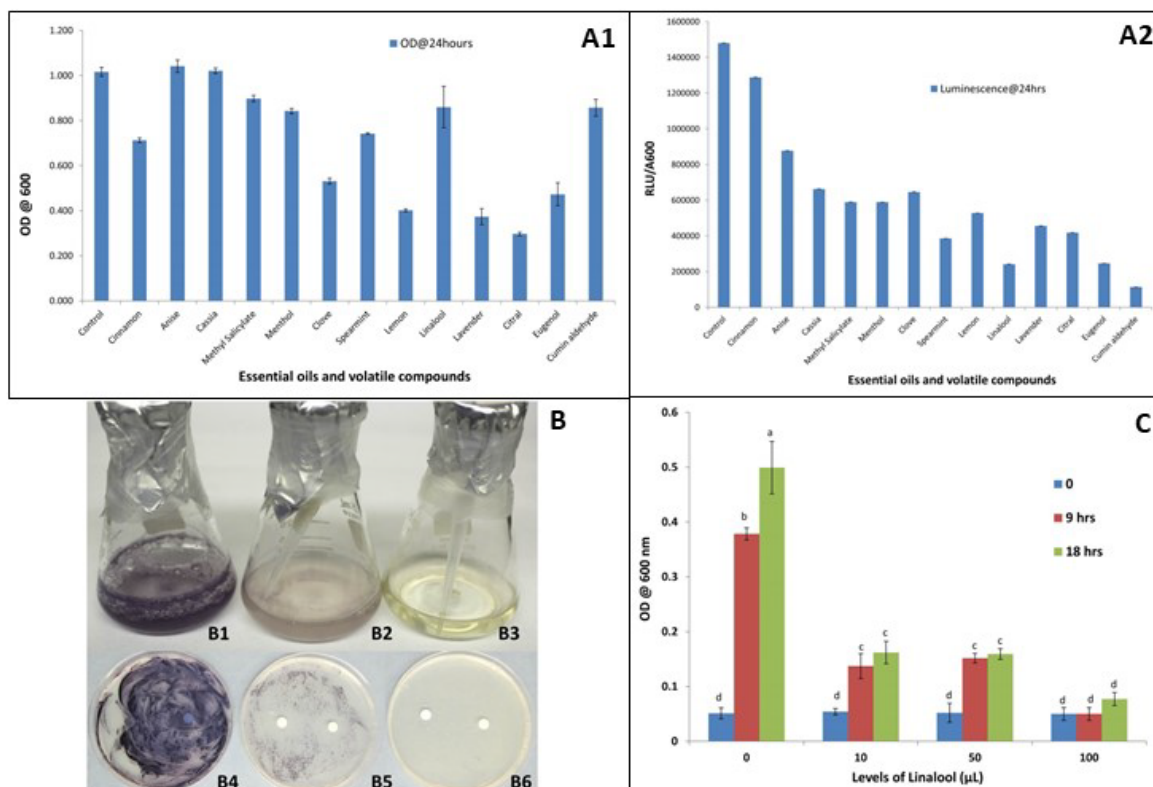 A1
OD@24hours
OD @ 600
1.200
1.000
0.800
0.600
0.400
0.200
0.000
Control
Cinnamon
Anise
Cassia
Methyl Salicylate
Menthol
Clove
Spearmint
Lemon
Linalool
Lavender
Citral
Eugenol
Cumin aldehyde
Essential oils and volatile compounds
A2
Luminescence@24hrs
RLU/A600
1600000
1400000
1200000
1000000
800000
600000
400000
200000
0
Control
Cinnamon
Anise
Cassia
Methyl Salicylate
Menthol
Clove
Spearmint
Lemon
Linalool
Lavender
Citral
Eugenol
Cumin aldehyde
Essential oils and volatile compounds
B
B1 B2 B3
B4 B5 B6
C
OD @ 600 nm
0.6
0.5
0.4
0.3
0.2
0.1
0
0
9 hrs
18 hrs
d b a
d c c
d c c
d d d
0 10 50 100
Levels of Linalool (µL)